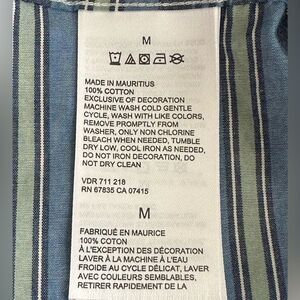 M
MADE IN MAURITIUS
100% COTTON
EXCLUSIVE OF DECORATION
MACHINE WASH COLD GENTLE
CYCLE, WASH WITH LIKE COLORS,
REMOVE PROMPTLY FROM
WASHER, ONLY NON CHLORINE
BLEACH WHEN NEEDED, TUMBLE
DRY LOW, COOL IRON AS NEEDED,
DO NOT IRON DECORATION, DO
NOT DRY CLEAN
VDR 711 218
RN 67835 CA 07415
M
FABRIQUÉ EN MAURICE
100% COTON
À L'EXCEPTION DES DÉCORATION
LAVER À LA MACHINE À L'EAU
FROIDE AU CYCLE DÉLICAT, LAVER
AVEC COULEURS SEMBLABLES,
RETIRER RAPIDEMENT DE LA